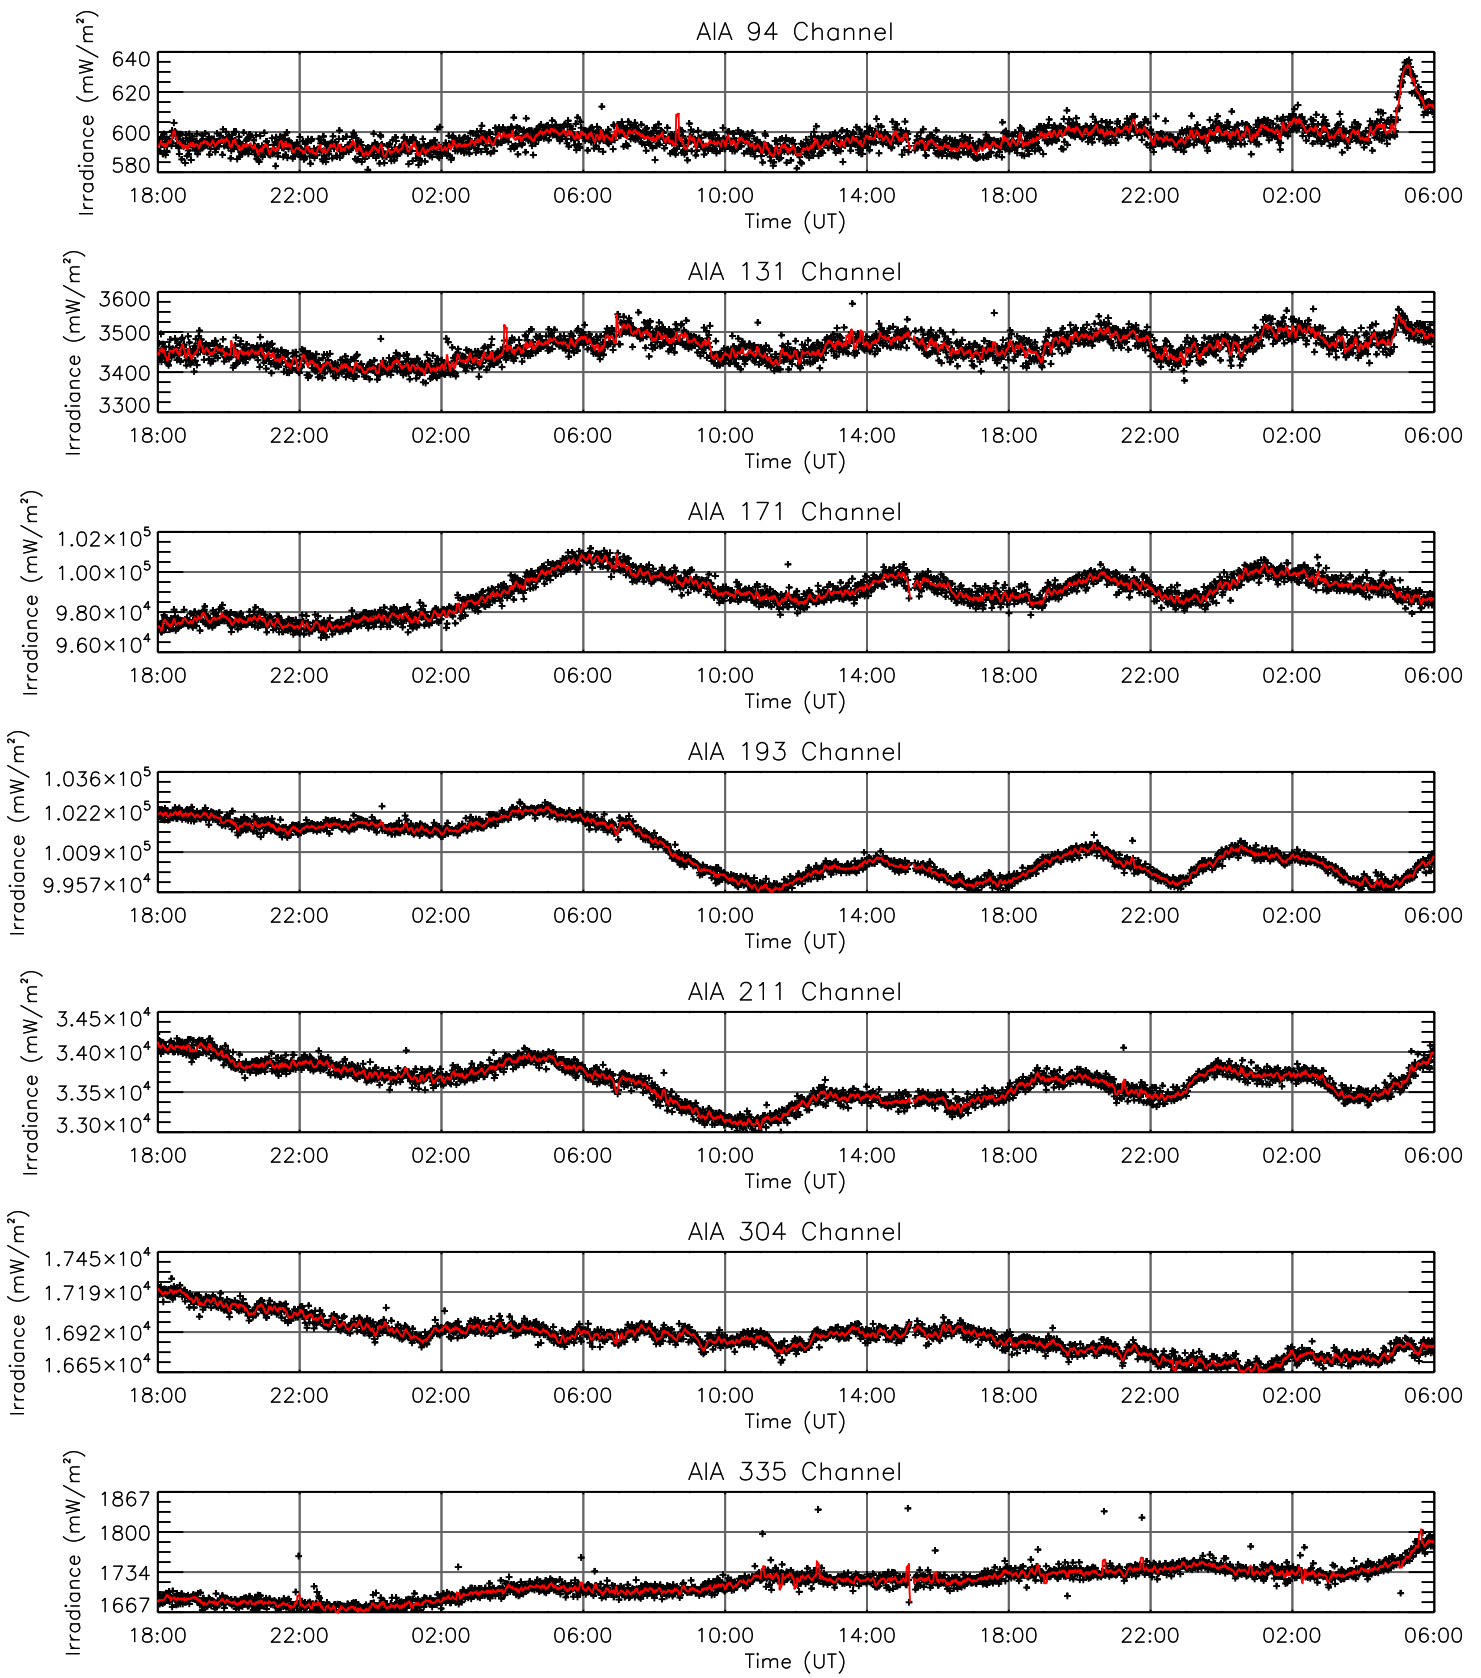 AIA 94 Channel
Irradiance (mW/m²)
640
620
600
580
18:00 22:00 02:00 06:00 10:00 14:00 18:00 22:00 02:00 06:00
Time (UT)
AIA 131 Channel
Irradiance (mW/m²)
3600
3500
3400
3300
18:00 22:00 02:00 06:00 10:00 14:00 18:00 22:00 02:00 06:00
Time (UT)
AIA 171 Channel
Irradiance (mW/m²)
1.02×10⁵
1.00×10⁵
9.80×10⁴
9.60×10⁴
18:00 22:00 02:00 06:00 10:00 14:00 18:00 22:00 02:00 06:00
Time (UT)
AIA 193 Channel
Irradiance (mW/m²)
1.036×10⁵
1.022×10⁵
1.009×10⁵
9.957×10⁴
18:00 22:00 02:00 06:00 10:00 14:00 18:00 22:00 02:00 06:00
Time (UT)
AIA 211 Channel
Irradiance (mW/m²)
3.45×10⁴
3.40×10⁴
3.35×10⁴
3.30×10⁴
18:00 22:00 02:00 06:00 10:00 14:00 18:00 22:00 02:00 06:00
Time (UT)
AIA 304 Channel
Irradiance (mW/m²)
1.745×10⁴
1.719×10⁴
1.692×10⁴
1.665×10⁴
18:00 22:00 02:00 06:00 10:00 14:00 18:00 22:00 02:00 06:00
Time (UT)
AIA 335 Channel
Irradiance (mW/m²)
1867
1800
1734
1667
18:00 22:00 02:00 06:00 10:00 14:00 18:00 22:00 02:00 06:00
Time (UT)